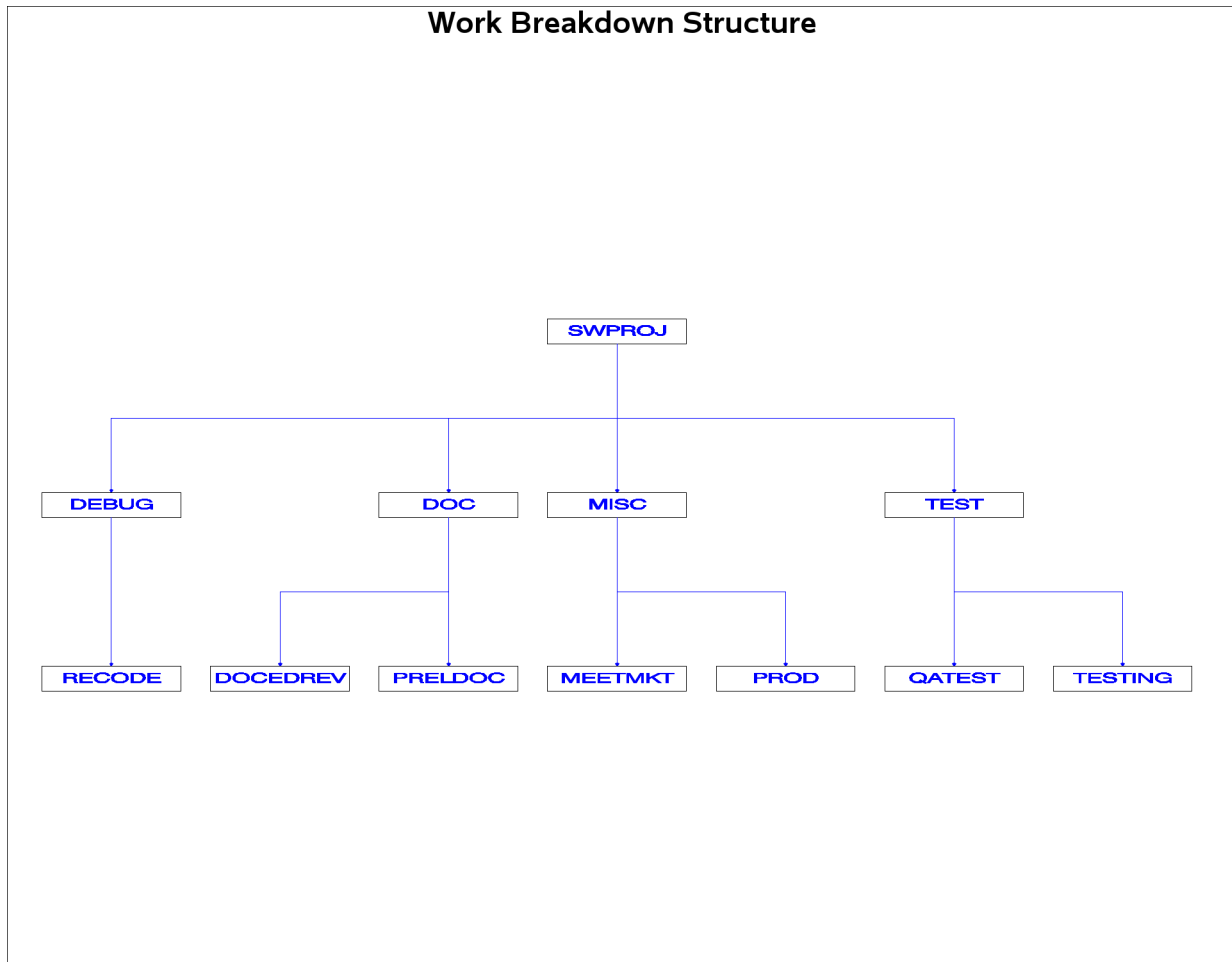 Work Breakdown Structure
SWPROJ
DEBUG DOC MISC TEST
RECODE DOCEDREV PRELDOC MEETMKT PROD QATEST TESTING